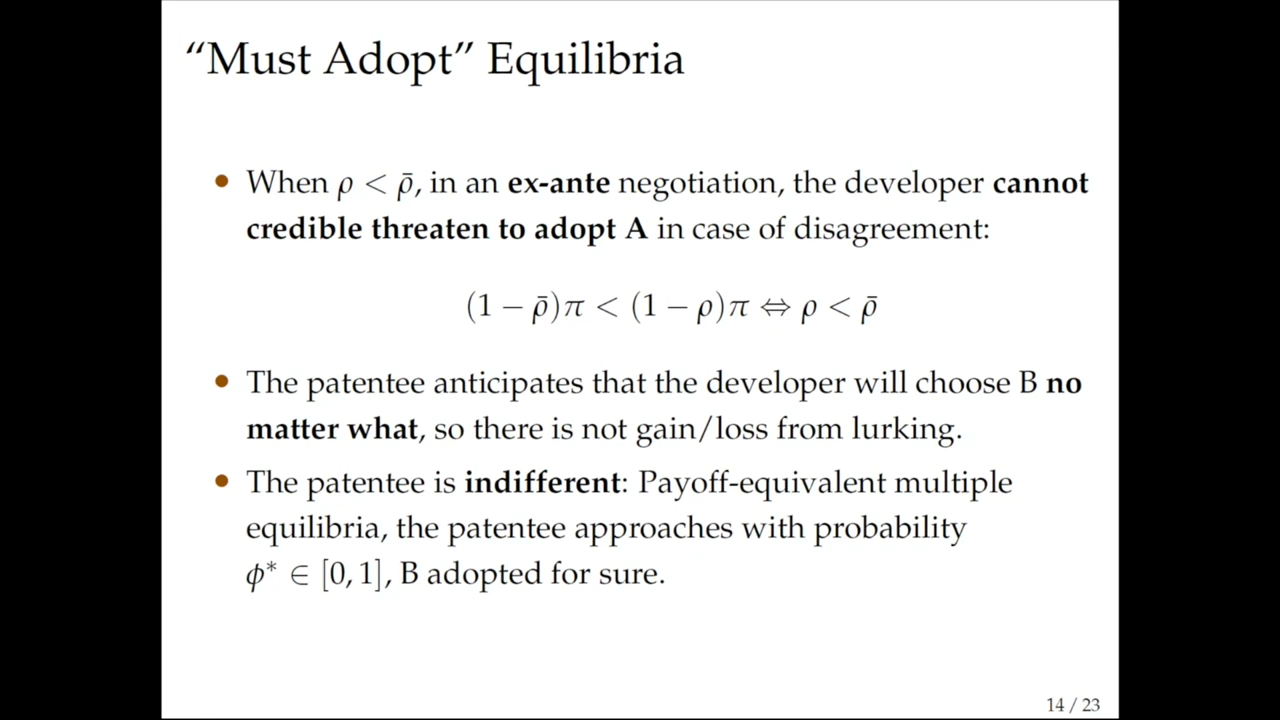 “Must Adopt” Equilibria
• When ρ < ρ̄, in an ex-ante negotiation, the developer cannot
credible threaten to adopt A in case of disagreement:
(1 − ρ̄)π < (1 − ρ)π ⇔ ρ < ρ̄
• The patentee anticipates that the developer will choose B no
matter what, so there is not gain/loss from lurking.
• The patentee is indifferent: Payoff-equivalent multiple
equilibria, the patentee approaches with probability
ϕ* ∈ [0, 1], B adopted for sure.
14 / 23